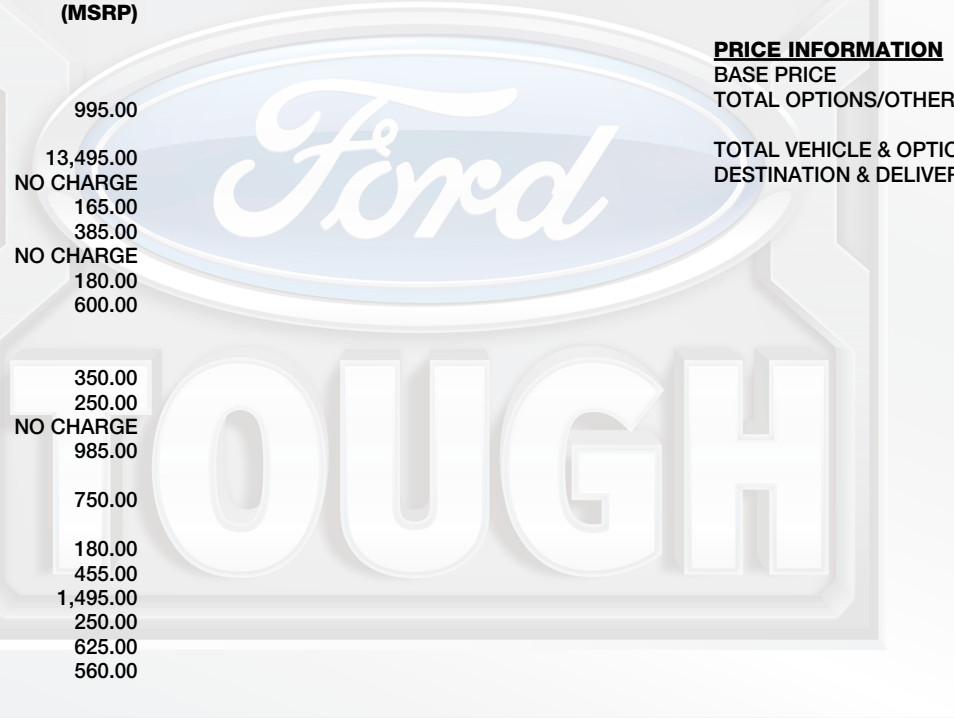 (MSRP)
995.00
13,495.00
NO CHARGE
165.00
385.00
NO CHARGE
180.00
600.00
350.00
250.00
NO CHARGE
985.00
750.00
180.00
455.00
1,495.00
250.00
625.00
560.00
PRICE INFORMATION
BASE PRICE
TOTAL OPTIONS/OTHER
TOTAL VEHICLE & OPTIO
DESTINATION & DELIVER
Ford
TOUGH